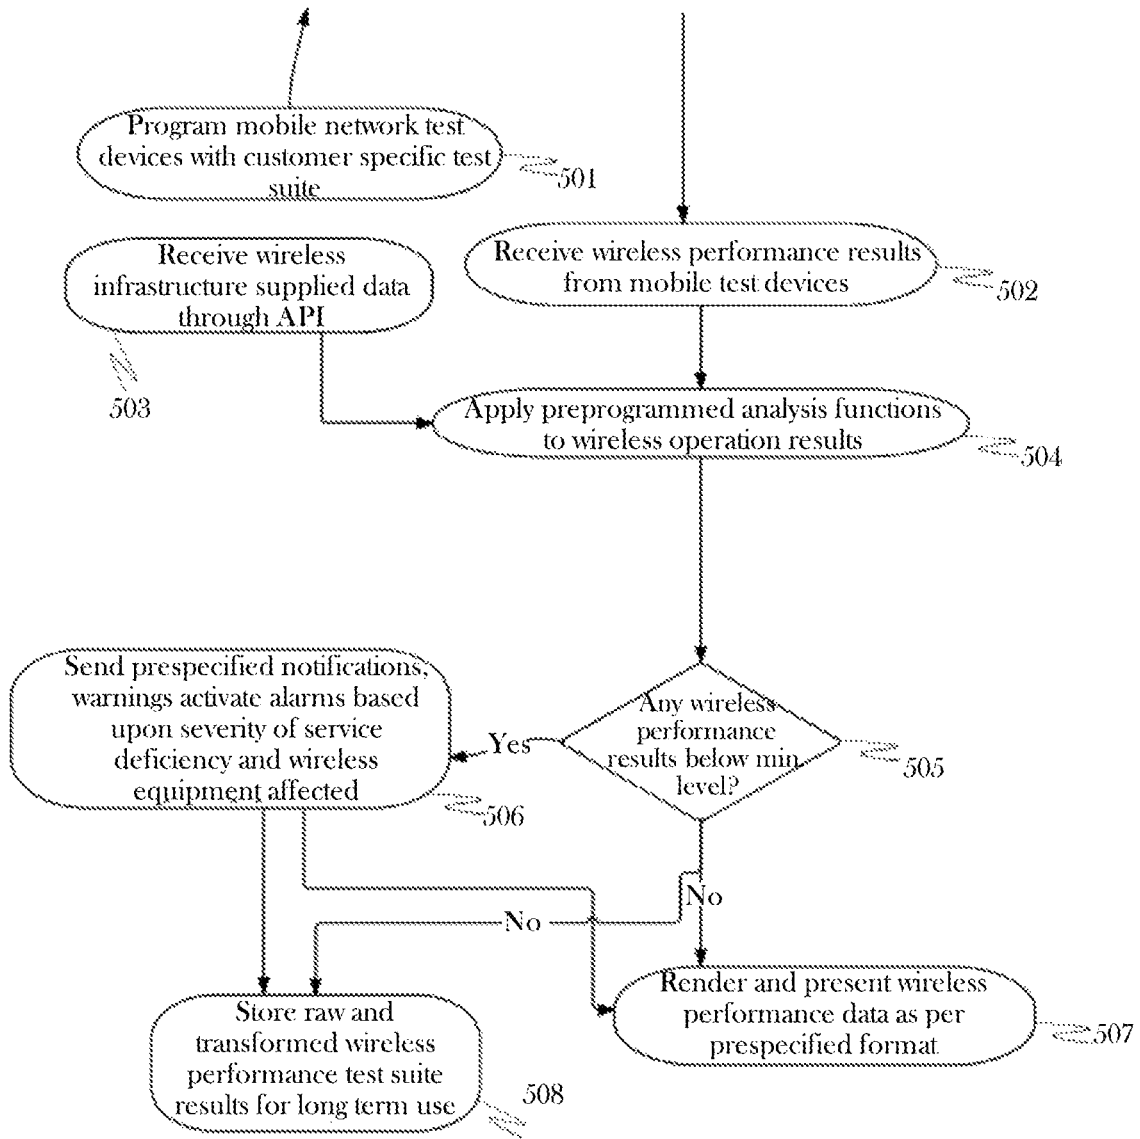 Program mobile network test
devices with customer specific test
suite
501
Receive wireless
infrastructure supplied data
through API
503
Receive wireless performance results
from mobile test devices
502
Apply preprogrammed analysis functions
to wireless operation results
504
Any wireless
performance
results below min.
level?
505
Yes
Send prespecified notifications,
warnings activate alarms based
upon severity of service
deficiency and wireless
equipment affected
506
No
No
Render and present wireless
performance data as per
prespecified format
507
Store raw and
transformed wireless
performance test suite
results for long term use
508